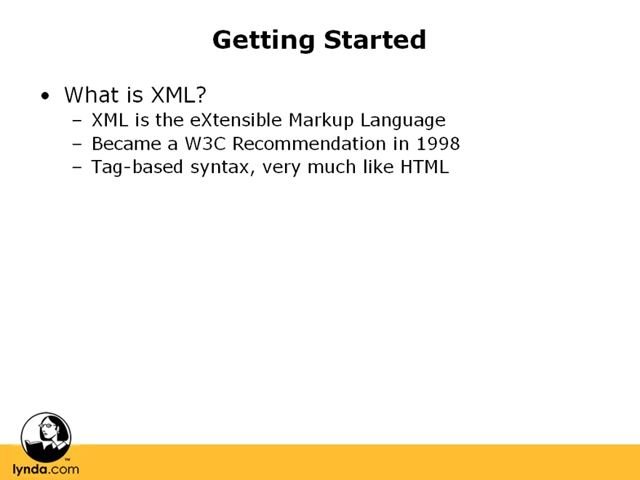 Getting Started
• What is XML?
– XML is the eXtensible Markup Language
– Became a W3C Recommendation in 1998
– Tag-based syntax, very much like HTML
™
lynda.com